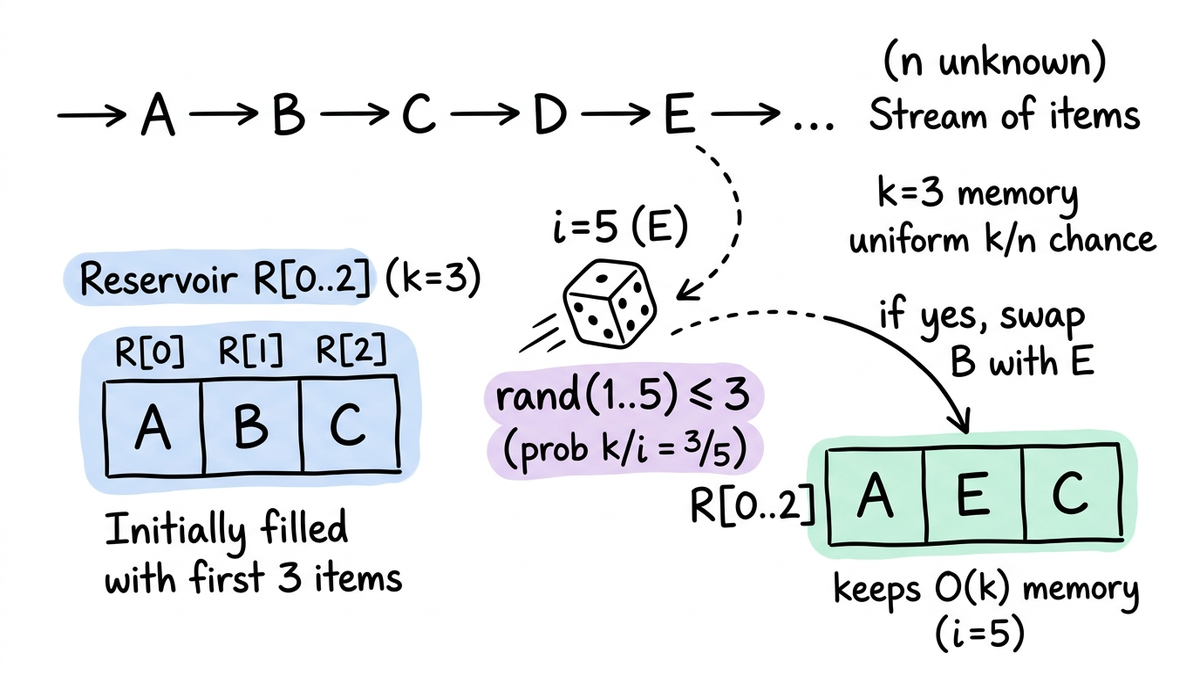 → A → B → C → D → E → ...
(n unknown)
Stream of items
k=3 memory
uniform k/n chance
i=5 (E)
Reservoir R[0..2] (k=3)
R[0] R[1] R[2]
A B C
Initially filled
with first 3 items
rand(1..5) ≤ 3
(prob k/i = 3/5)
if yes, swap
B with E
R[0..2] A E C
keeps O(k) memory
(i=5)